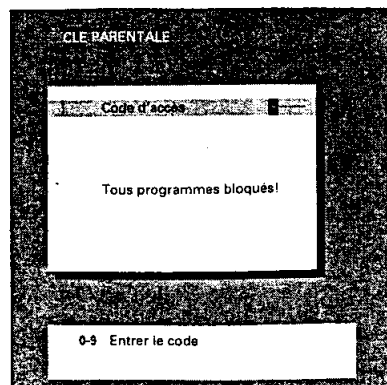 CLE PARENTALE
Code d'accès
Tous programmes bloqués!
0-9 Entrer le code